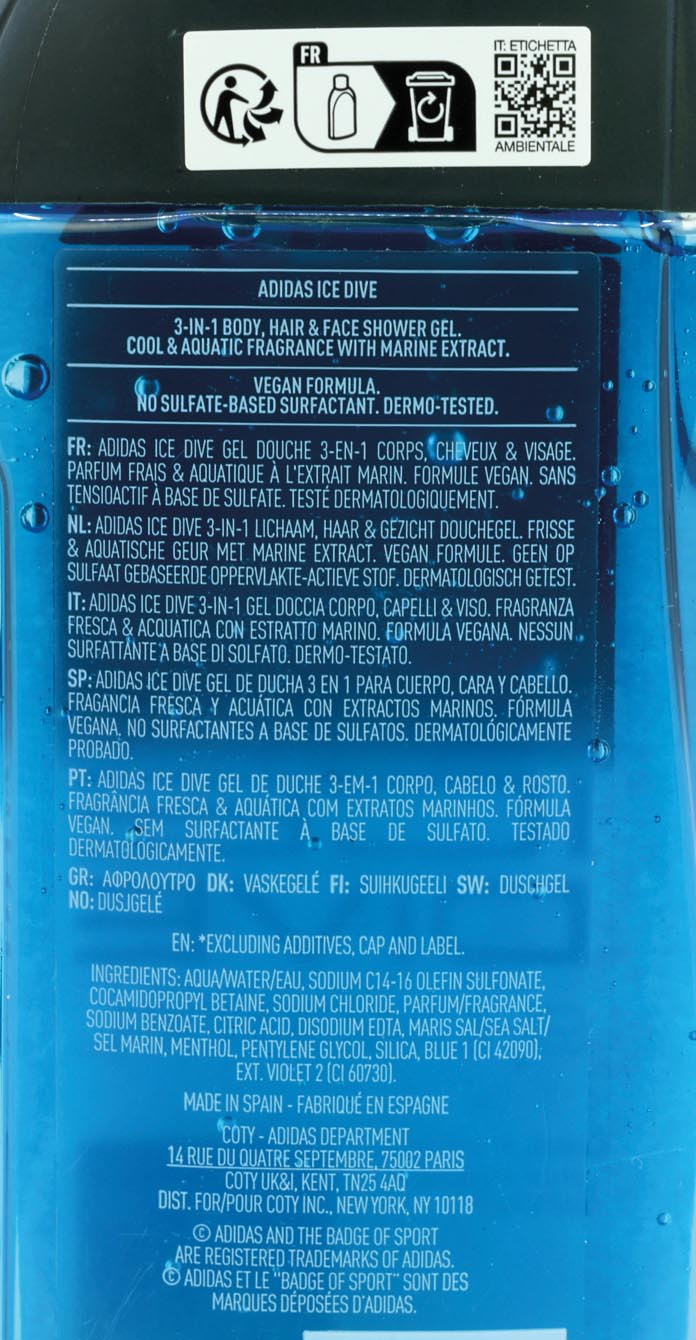 FR
IT: ETICHETTA
AMBIENTALE
ADIDAS ICE DIVE
3-IN-1 BODY, HAIR & FACE SHOWER GEL.
COOL & AQUATIC FRAGRANCE WITH MARINE EXTRACT.
VEGAN FORMULA.
NO SULFATE-BASED SURFACTANT. DERMO-TESTED.
FR: ADIDAS ICE DIVE GEL DOUCHE 3-EN-1 CORPS, CHEVEUX & VISAGE.
PARFUM FRAIS & AQUATIQUE À L'EXTRAIT MARIN. FORMULE VEGAN. SANS
TENSIOACTIF À BASE DE SULFATE. TESTÉ DERMATOLOGIQUEMENT.
NL: ADIDAS ICE DIVE 3-IN-1 LICHAAM, HAAR & GEZICHT DOUCHEGEL. FRISSE
& AQUATISCHE GEUR MET MARINE EXTRACT. VEGAN FORMULE. GEEN OP
SULFAAT GEBASEERDE OPPERVLAKTE-ACTIEVE STOF. DERMATOLOGISCH GETEST.
IT: ADIDAS ICE DIVE 3-IN-1 GEL DOCCIA CORPO, CAPELLI & VISO. FRAGRANZA
FRESCA & ACQUATICA CON ESTRATTO MARINO. FORMULA VEGANA. NESSUN
SURFATTANTE A BASE DI SOLFATO. DERMO-TESTATO.
SP: ADIDAS ICE DIVE GEL DE DUCHA 3 EN 1 PARA CUERPO, CARA Y CABELLO.
FRAGANCIA FRESCA Y ACUÁTICA CON EXTRACTOS MARINOS. FÓRMULA
VEGANA. NO SURFACTANTES A BASE DE SULFATOS. DERMATOLÓGICAMENTE
PROBADO.
PT: ADIDAS ICE DIVE GEL DE DUCHE 3-EM-1 CORPO, CABELO & ROSTO.
FRAGRÂNCIA FRESCA & AQUÁTICA COM EXTRATOS MARINHOS. FÓRMULA
VEGAN. SEM SURFACTANTE À BASE DE SULFATO. TESTADO
DERMATOLOGICAMENTE.
GR: ΑΦΡΟΛΟΥΤΡΟ DK: VASKEGELÉ FI: SUIHKUGEELI SW: DUSCHGEL
NO: DUSJGELÉ
EN: *EXCLUDING ADDITIVES, CAP AND LABEL.
INGREDIENTS: AQUA/WATER/EAU, SODIUM C14-16 OLEFIN SULFONATE,
COCAMIDOPROPYL BETAINE, SODIUM CHLORIDE, PARFUM/FRAGRANCE,
SODIUM BENZOATE, CITRIC ACID, DISODIUM EDTA, MARIS SAL/SEA SALT/
SEL MARIN, MENTHOL, PENTYLENE GLYCOL, SILICA, BLUE 1 (CI 42090),
EXT. VIOLET 2 (CI 60730).
MADE IN SPAIN - FABRIQUÉ EN ESPAGNE
COTY - ADIDAS DEPARTMENT
14 RUE DU QUATRE SEPTEMBRE, 75002 PARIS
COTY UK&I, KENT, TN25 4AQ
DIST. FOR/POUR COTY INC., NEW YORK, NY 10118
© ADIDAS AND THE BADGE OF SPORT
ARE REGISTERED TRADEMARKS OF ADIDAS.
© ADIDAS ET LE "BADGE OF SPORT" SONT DES
MARQUES DÉPOSÉES D'ADIDAS.